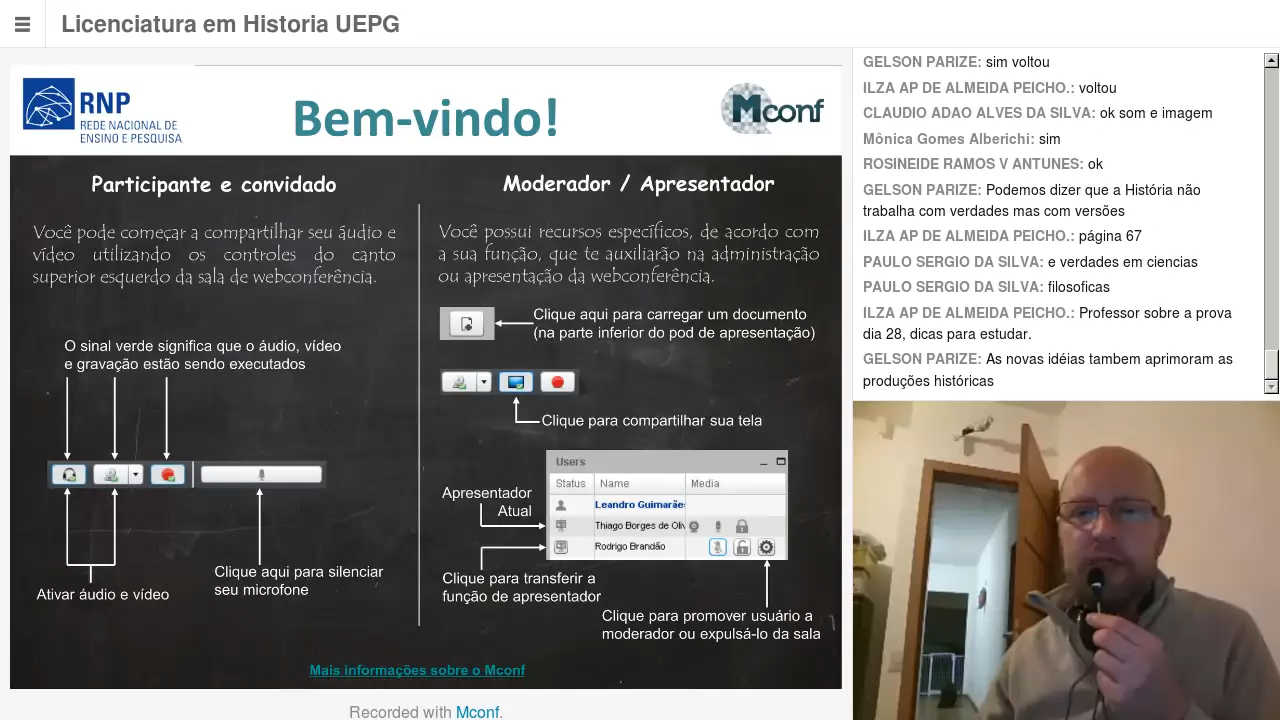 Licenciatura em Historia UEPG
RNP
REDE NACIONAL DE
ENSINO E PESQUISA
Bem-vindo!
Mconf
Participante e convidado
Você pode começar a compartilhar seu áudio e
vídeo utilizando os controles do canto
superior esquerdo da sala de webconferência.
O sinal verde significa que o áudio, vídeo
e gravação estão sendo executados
Ativar áudio e vídeo
Clique aqui para silenciar
seu microfone
Moderador / Apresentador
Você possui recursos específicos, de acordo com
a sua função, que te auxiliarão na administração
ou apresentação da webconferência.
Clique aqui para carregar um documento
(na parte inferior do pod de apresentação)
Clique para compartilhar sua tela
Users
Status Name Media
Leandro Guimarães
Thiago Borges de Oliv
Rodrigo Brandão
Apresentador
Atual
Clique para transferir a
função de apresentador
Clique para promover usuário a
moderador ou expulsá-lo da sala
Mais informações sobre o Mconf
Recorded with Mconf.
GELSON PARIZE: sim voltou
ILZA AP DE ALMEIDA PEICHO.: voltou
CLAUDIO ADAO ALVES DA SILVA: ok som e imagem
Mônica Gomes Alberichi: sim
ROSINEIDE RAMOS V ANTUNES: ok
GELSON PARIZE: Podemos dizer que a História não
trabalha com verdades mas com versões
ILZA AP DE ALMEIDA PEICHO.: página 67
PAULO SERGIO DA SILVA: e verdades em ciencias
PAULO SERGIO DA SILVA: filosoficas
ILZA AP DE ALMEIDA PEICHO.: Professor sobre a prova
dia 28, dicas para estudar.
GELSON PARIZE: As novas idéias tambem aprimoram as
produções históricas